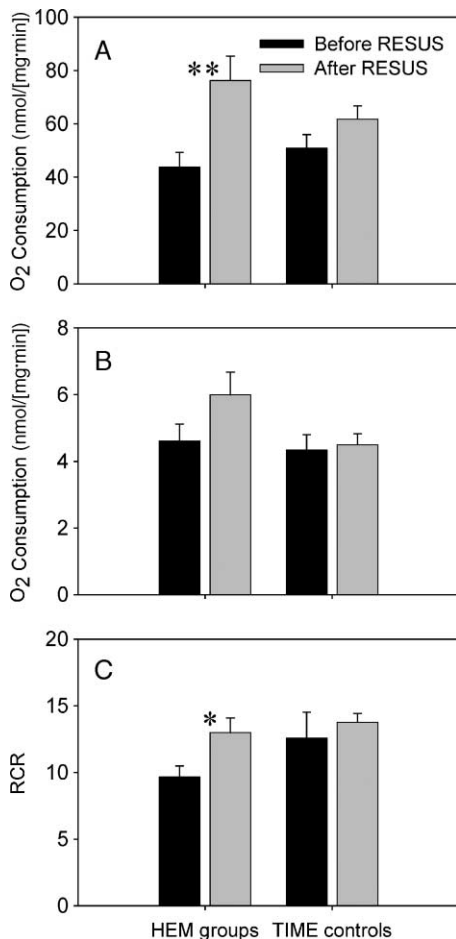 A
Before RESUS
After RESUS
**
O2 Consumption (nmol/[mg·min])
100
80
60
40
20
0
B
O2 Consumption (nmol/[mg·min])
8
6
4
2
0
C
*
RCR
20
15
10
5
0
HEM groups TIME controls